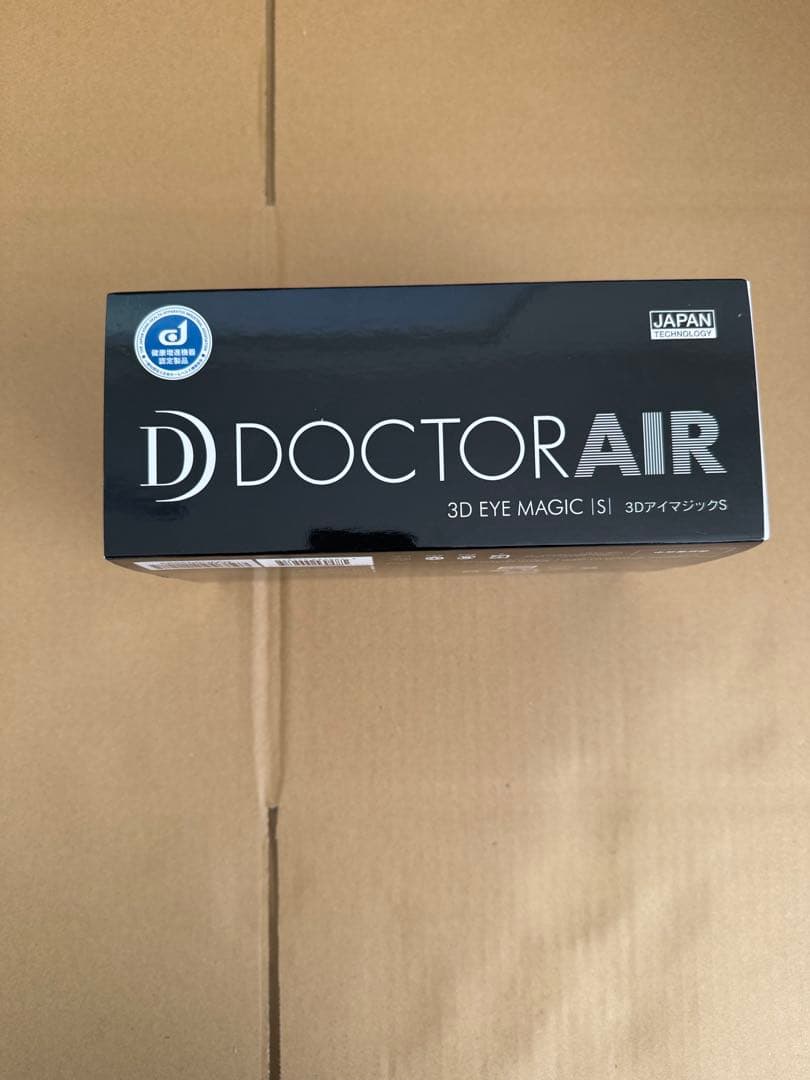 健康増進機器
認定製品
JAPAN
TECHNOLOGY
D DOCTORAIR
3D EYE MAGIC |S| 3DアイマジックS